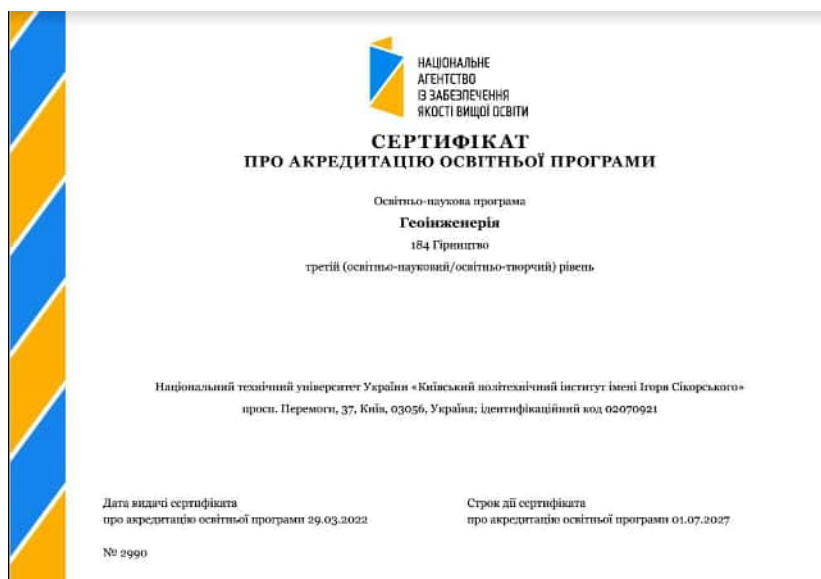 НАЦІОНАЛЬНЕ
АГЕНТСТВО
ІЗ ЗАБЕЗПЕЧЕННЯ
ЯКОСТІ ВИЩОЇ ОСВІТИ
СЕРТИФІКАТ
ПРО АКРЕДИТАЦІЮ ОСВІТНЬОЇ ПРОГРАМИ
Освітньо-наукова програма
Геоінженерія
184 Гірництво
третій (освітньо-науковий/освітньо-творчий) рівень
Національний технічний університет України «Київський політехнічний інститут імені Ігоря Сікорського»
просп. Перемоги, 37, Київ, 03056, Україна; ідентифікаційний код 02070921
Дата видачі сертифіката
про акредитацію освітньої програми 29.03.2022
Строк дії сертифіката
про акредитацію освітньої програми 01.07.2027
№ 2990